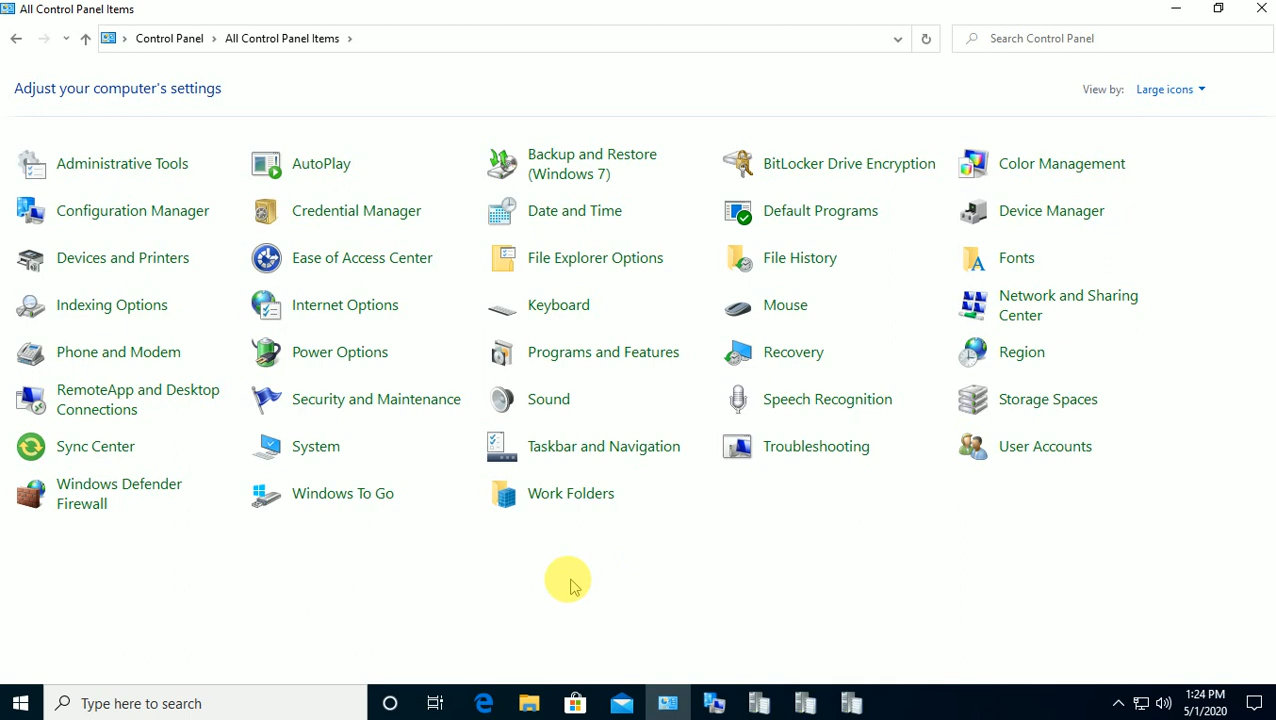 All Control Panel Items
Control Panel
All Control Panel Items
Search Control Panel
Adjust your computer's settings
View by:
Large icons
Administrative Tools
AutoPlay
Backup and Restore
(Windows 7)
BitLocker Drive Encryption
Color Management
Configuration Manager
Credential Manager
Date and Time
Default Programs
Device Manager
Devices and Printers
Ease of Access Center
File Explorer Options
File History
Fonts
Indexing Options
Internet Options
Keyboard
Mouse
Network and Sharing
Center
Phone and Modem
Power Options
Programs and Features
Recovery
Region
RemoteApp and Desktop
Connections
Security and Maintenance
Sound
Speech Recognition
Storage Spaces
Sync Center
System
Taskbar and Navigation
Troubleshooting
User Accounts
Windows Defender
Firewall
Windows To Go
Work Folders
Type here to search
1:24 PM
5/1/2020